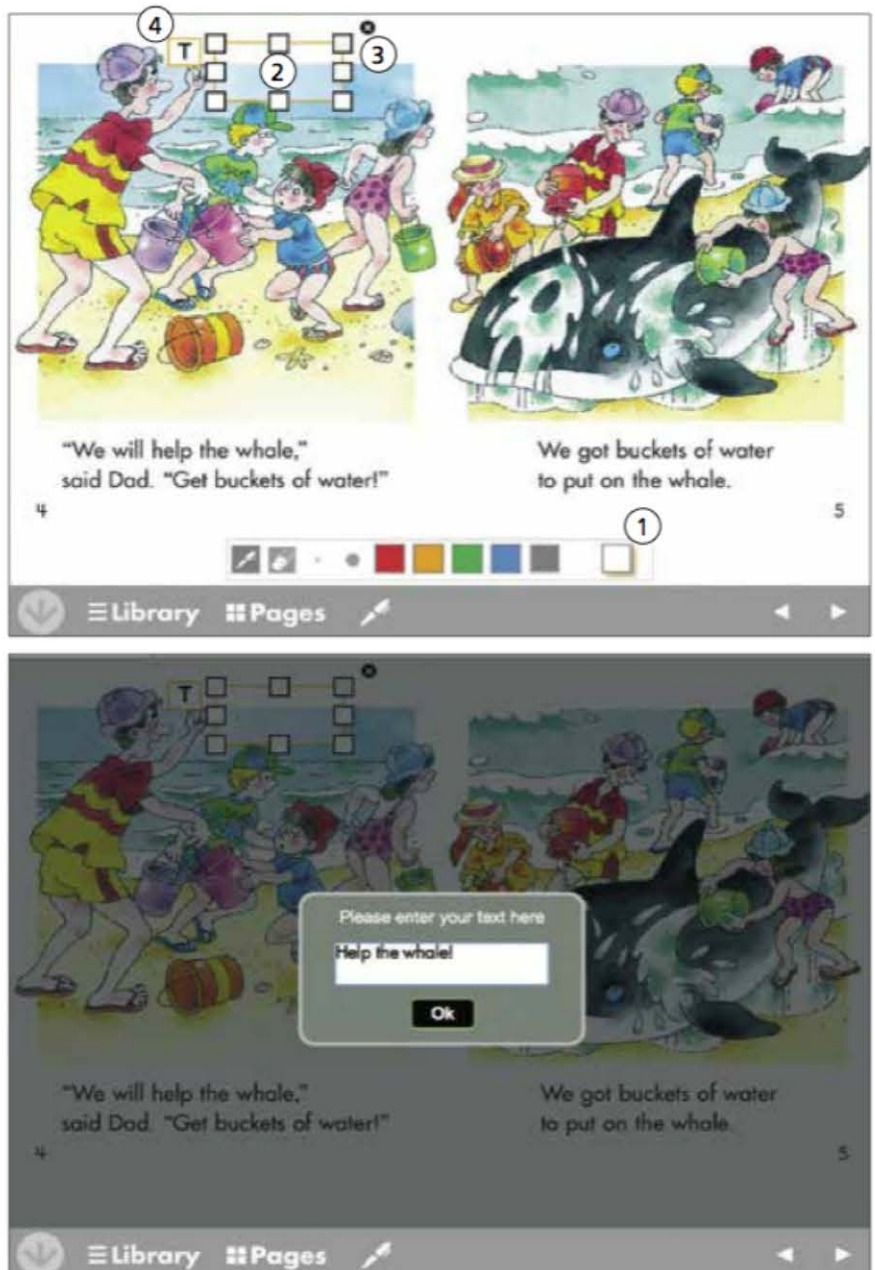 4
T
3
2
“We will help the whale,”
said Dad. “Get buckets of water!”
4
We got buckets of water
to put on the whale.
5
1
Library
Pages
T
Please enter your text here
Help the whale!
Ok
“We will help the whale,”
said Dad. “Get buckets of water!”
4
We got buckets of water
to put on the whale.
5
Library
Pages